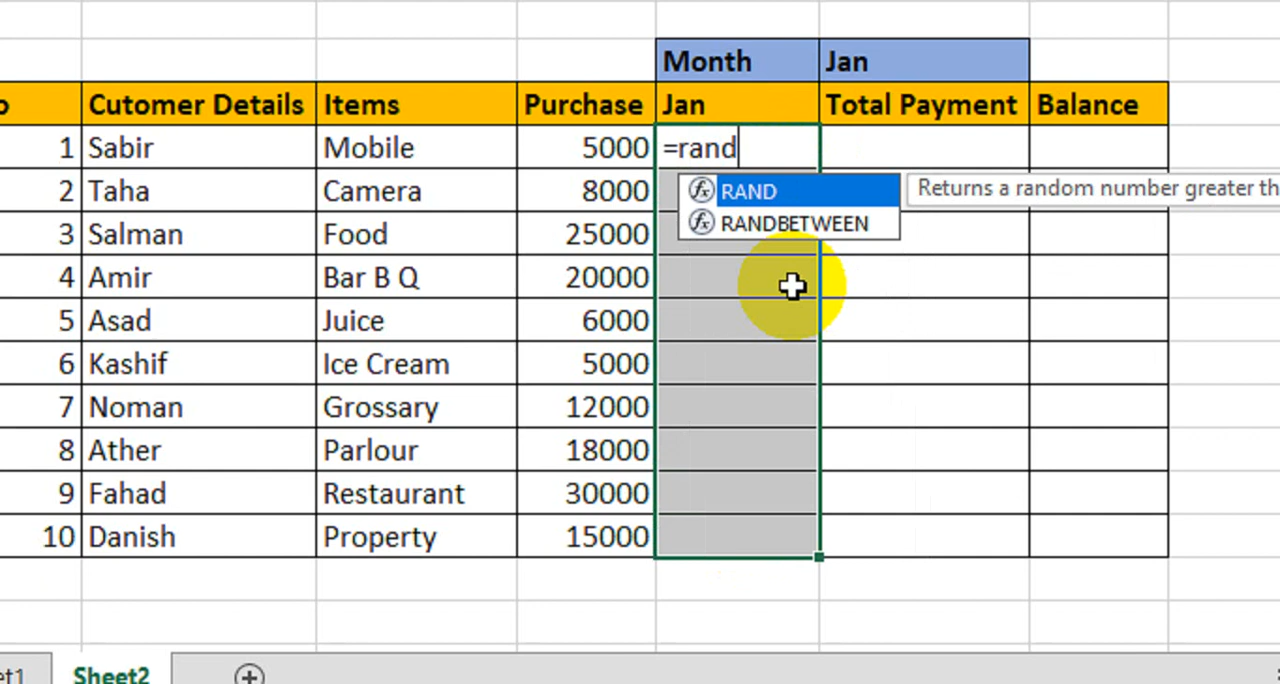 Month Jan
o Cutomer Details Items Purchase Jan Total Payment Balance
1 Sabir Mobile 5000 =rand
2 Taha Camera 8000 RAND Returns a random number greater th
RANDBETWEEN
3 Salman Food 25000
4 Amir Bar B Q 20000
5 Asad Juice 6000
6 Kashif Ice Cream 5000
7 Noman Grossary 12000
8 Ather Parlour 18000
9 Fahad Restaurant 30000
10 Danish Property 15000
et1 Sheet2